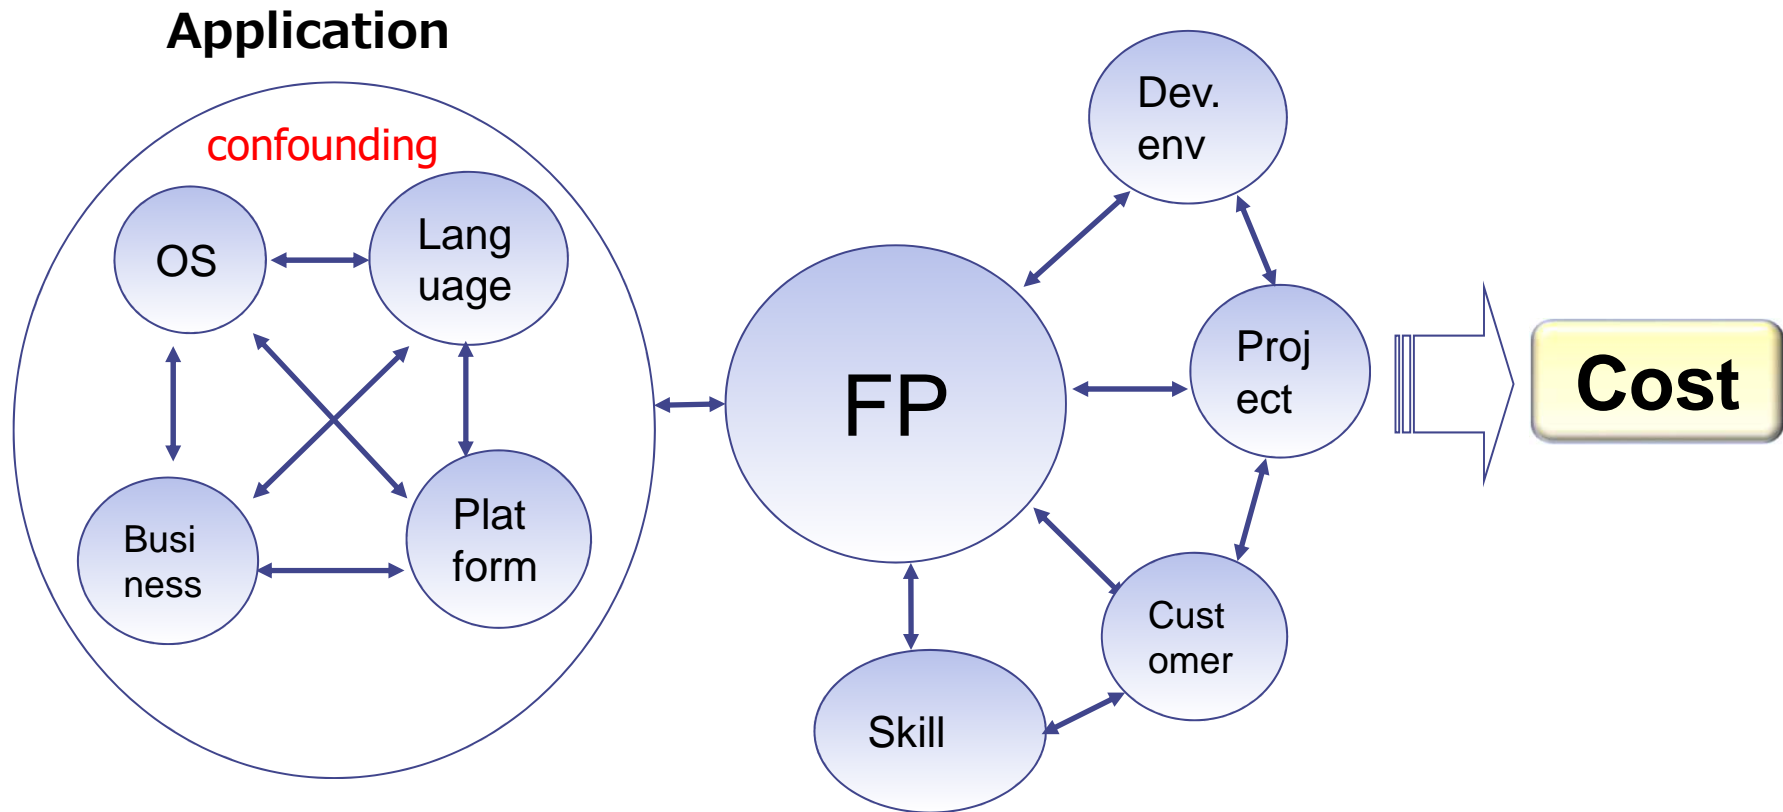 Application
confounding
OS
Lang
uage
Busi
ness
Plat
form
FP
Dev.
env
Proj
ect
Cust
omer
Skill
Cost